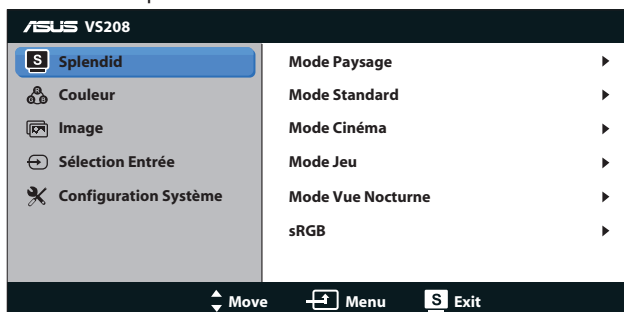 ASUS VS208
S Splendid
Couleur
Image
Sélection Entrée
Configuration Système
Mode Paysage
Mode Standard
Mode Cinéma
Mode Jeu
Mode Vue Nocturne
sRGB
Move Menu S Exit